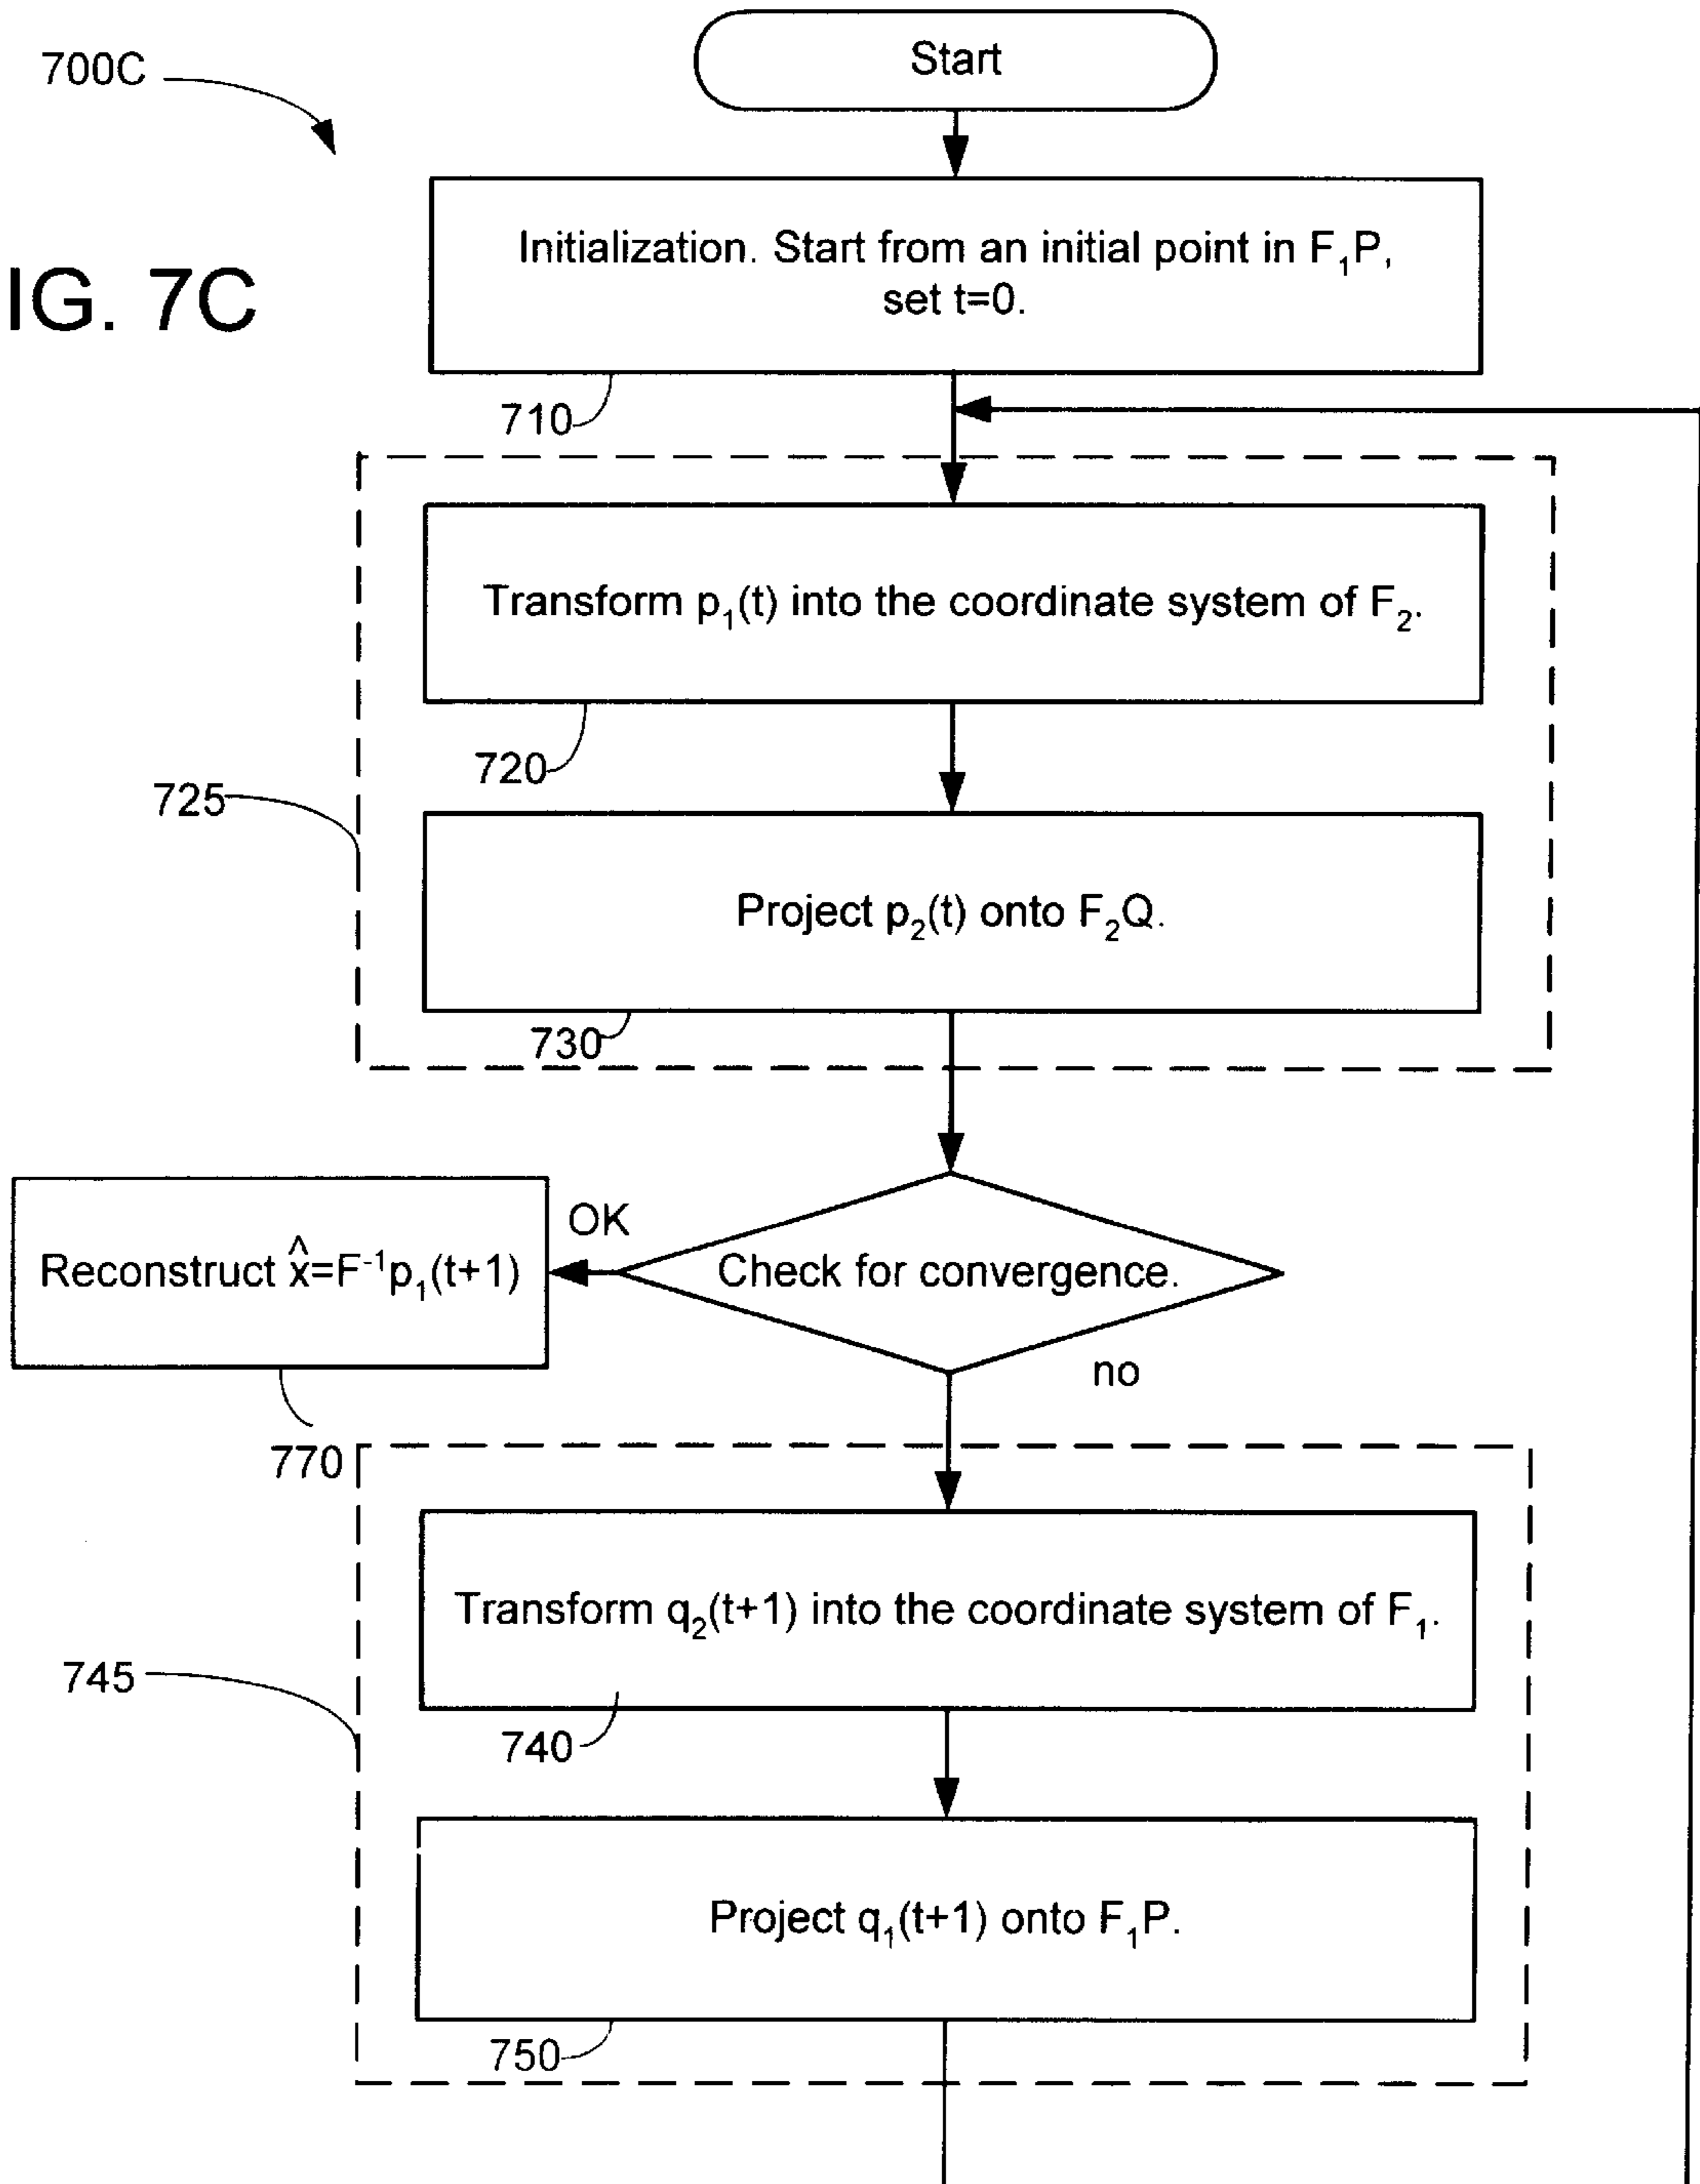 Start
700C
Initialization. Start from an initial point in F₁P,
set t=0.
IG. 7C
710
Transform p₁(t) into the coordinate system of F₂.
720
725
Project p₂(t) onto F₂Q.
730
OK
Reconstruct x̂=F⁻¹p₁(t+1)
Check for convergence.
no
770
Transform q₂(t+1) into the coordinate system of F₁.
745
740
Project q₁(t+1) onto F₁P.
750